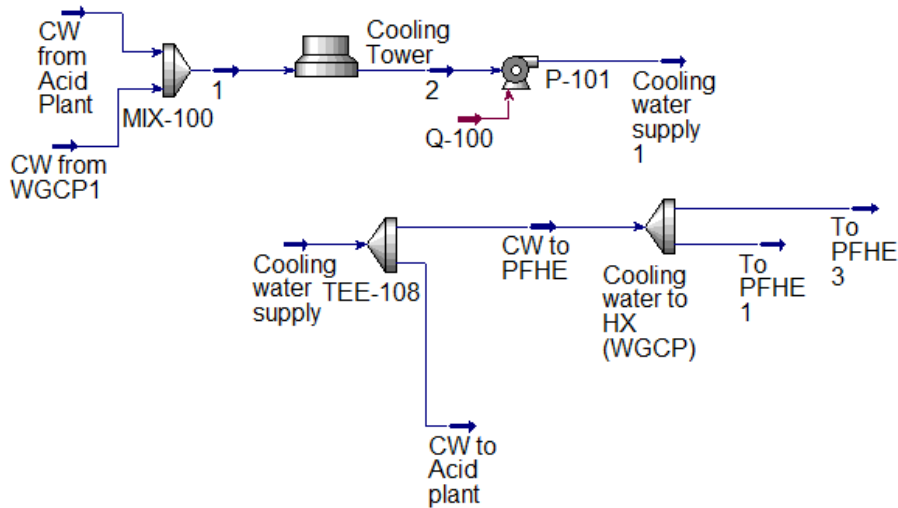 CW
from
Acid
Plant
MIX-100
CW from
WGCP1
1
Cooling
Tower
2
P-101
Q-100
Cooling
water
supply
1
Cooling
water
supply
TEE-108
CW to
PFHE
Cooling
water to
HX
(WGCP)
To
PFHE
1
To
PFHE
3
CW to
Acid
plant